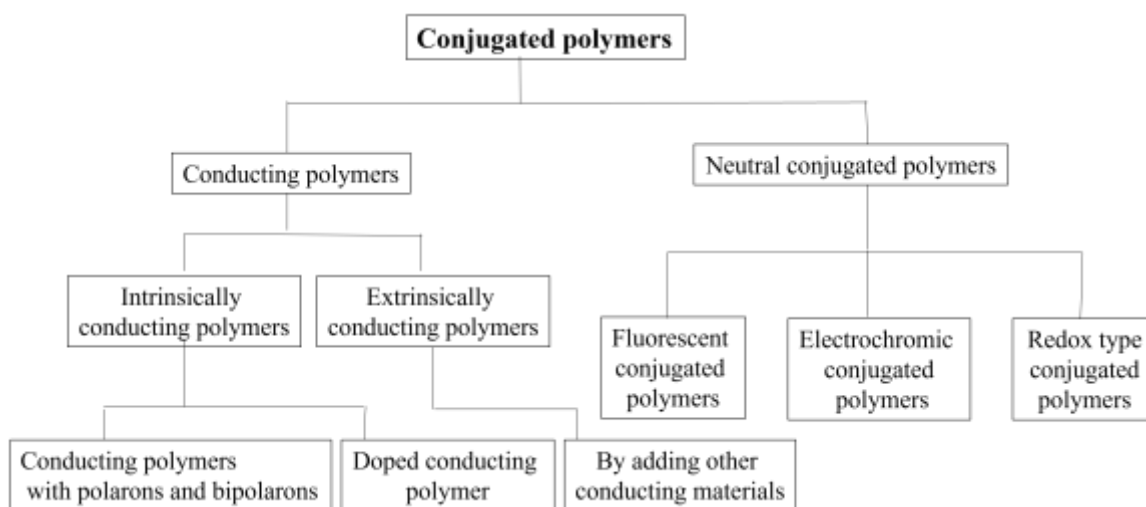 Conjugated polymers
Conducting polymers
Neutral conjugated polymers
Intrinsically
conducting polymers
Extrinsically
conducting polymers
Fluorescent
conjugated
polymers
Electrochromic
conjugated
polymers
Redox type
conjugated
polymers
Conducting polymers
with polarons and bipolarons
Doped conducting
polymer
By adding other
conducting materials